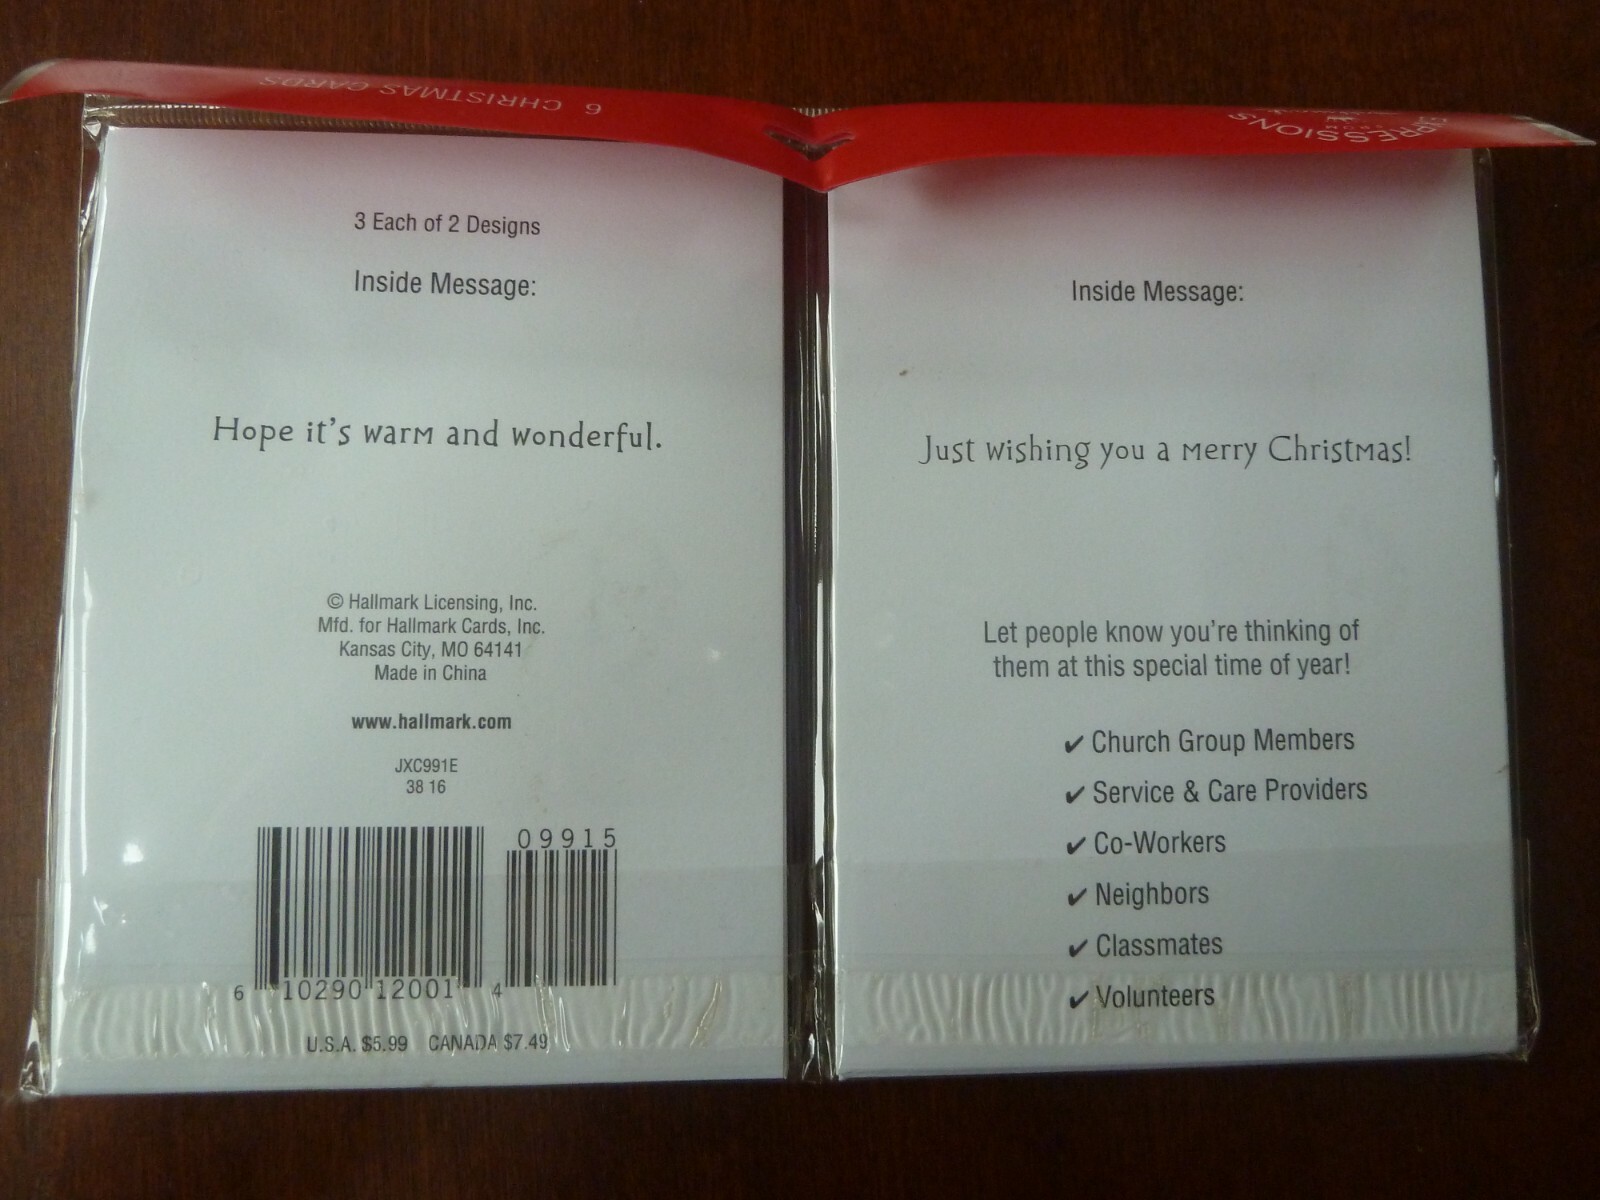 6 CHRISTMAS CARDS
3 Each of 2 Designs
Inside Message:
Hope it's warm and wonderful.
© Hallmark Licensing, Inc.
Mfd. for Hallmark Cards, Inc.
Kansas City, MO 64141
Made in China
www.hallmark.com
JXC991E
38 16
09915
6 10290 12001 4
U.S.A. $5.99 CANADA $7.49
Inside Message:
Just wishing you a merry Christmas!
Let people know you're thinking of
them at this special time of year!
✔ Church Group Members
✔ Service & Care Providers
✔ Co-Workers
✔ Neighbors
✔ Classmates
✔ Volunteers